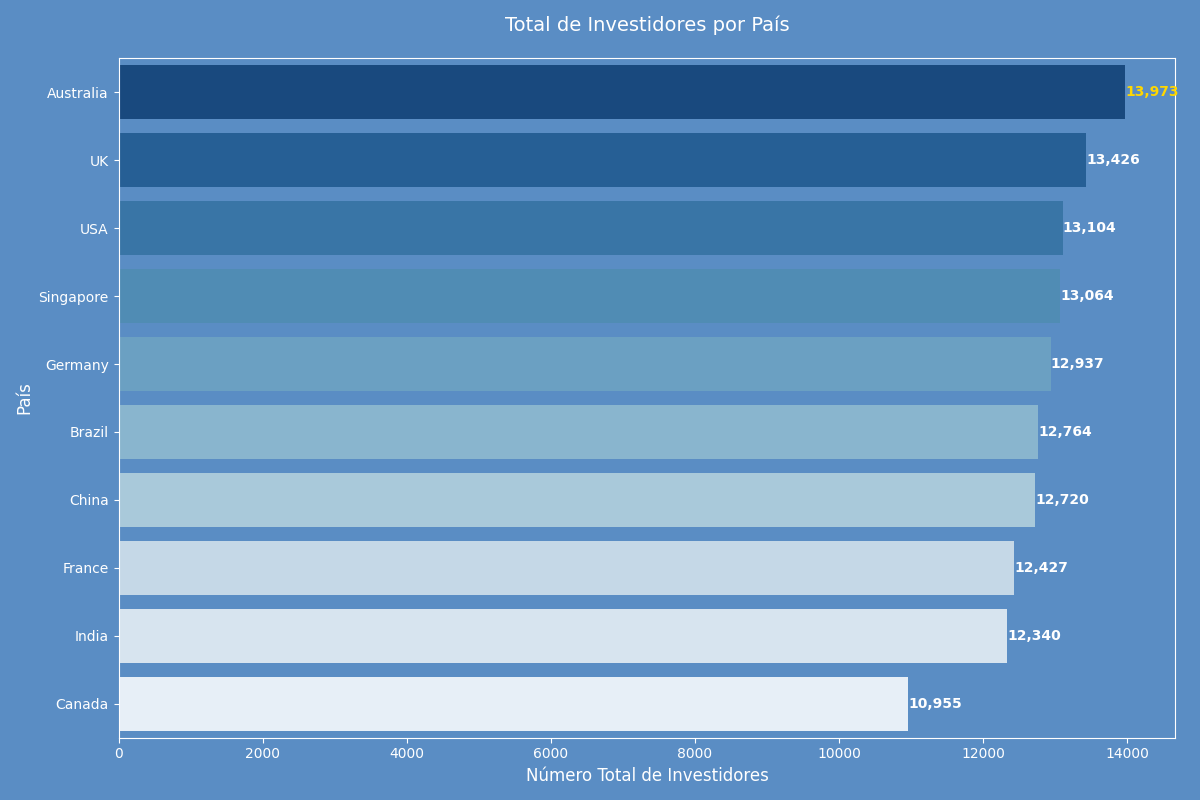 Total de Investidores por País
Australia 13,973
UK 13,426
USA 13,104
Singapore 13,064
Germany 12,937
Brazil 12,764
China 12,720
France 12,427
India 12,340
Canada 10,955
País
0 2000 4000 6000 8000 10000 12000 14000
Número Total de Investidores